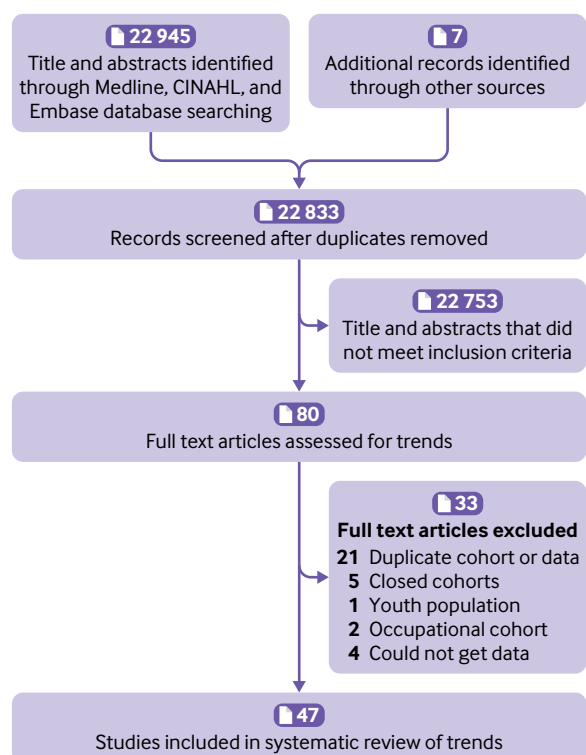 22 945
Title and abstracts identified
through Medline, CINAHL, and
Embase database searching
7
Additional records identified
through other sources
22 833
Records screened after duplicates removed
22 753
Title and abstracts that did
not meet inclusion criteria
80
Full text articles assessed for trends
33
Full text articles excluded
21 Duplicate cohort or data
5 Closed cohorts
1 Youth population
2 Occupational cohort
4 Could not get data
47
Studies included in systematic review of trends